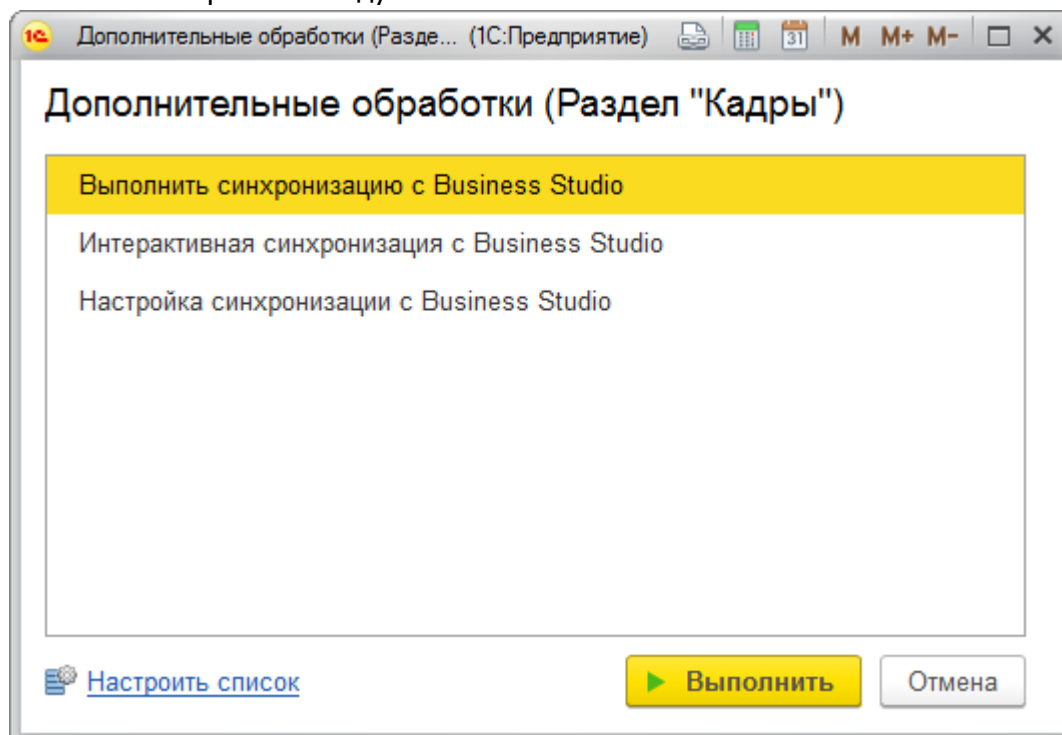 Дополнительные обработки (Разде... (1С:Предприятие) 31 M M+ M-
Дополнительные обработки (Раздел "Кадры")
Выполнить синхронизацию с Business Studio
Интерактивная синхронизация с Business Studio
Настройка синхронизации с Business Studio
Настроить список Выполнить Отмена